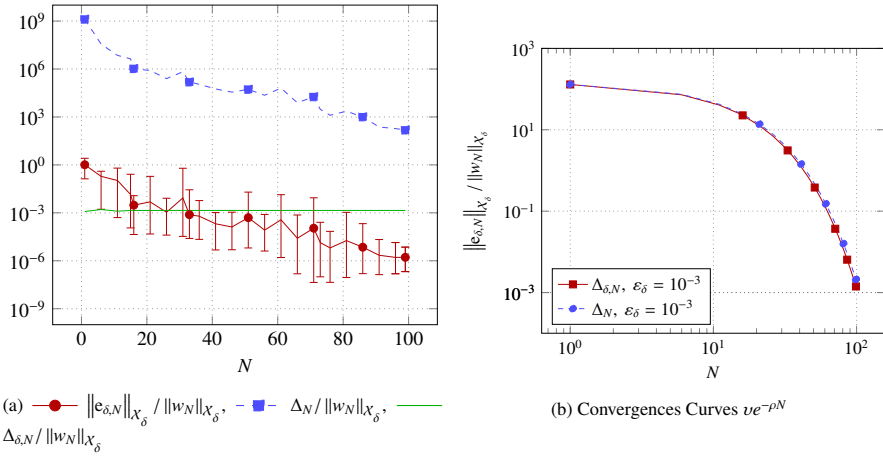 10^9
10^6
10^3
10^0
10^−3
10^−6
10^−9
0 20 40 60 80 100
N
(a) ‖e_{δ,N}‖_{X_δ} / ‖w_N‖_{X_δ}, Δ_N / ‖w_N‖_{X_δ},
Δ_{δ,N} / ‖w_N‖_{X_δ}
‖e_{δ,N}‖_{X_δ} / ‖w_N‖_{X_δ}
10^3
10^1
10^−1
10^−3
Δ_{δ,N}, ε_δ = 10^−3
Δ_N, ε_δ = 10^−3
10^0 10^1 10^2
N
(b) Convergences Curves υe^{−ρN}